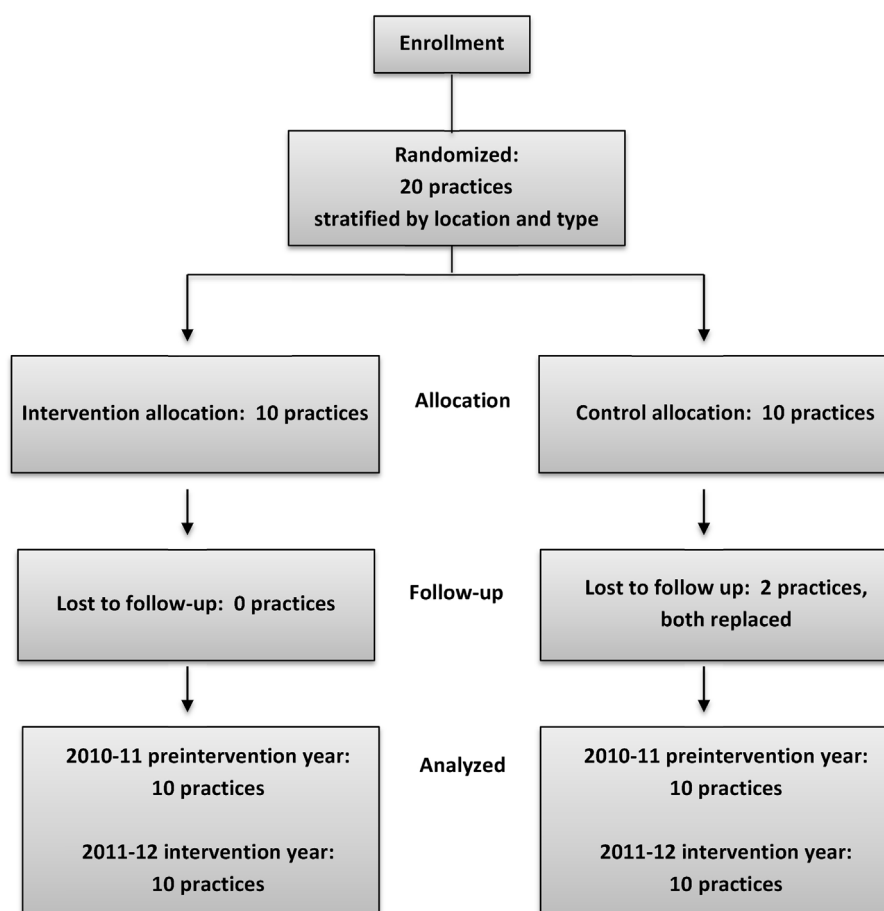 Enrollment
Randomized:
20 practices
stratified by location and type
Intervention allocation: 10 practices
Allocation
Control allocation: 10 practices
Lost to follow-up: 0 practices
Follow-up
Lost to follow up: 2 practices,
both replaced
2010-11 preintervention year:
10 practices
2011-12 intervention year:
10 practices
Analyzed
2010-11 preintervention year:
10 practices
2011-12 intervention year:
10 practices